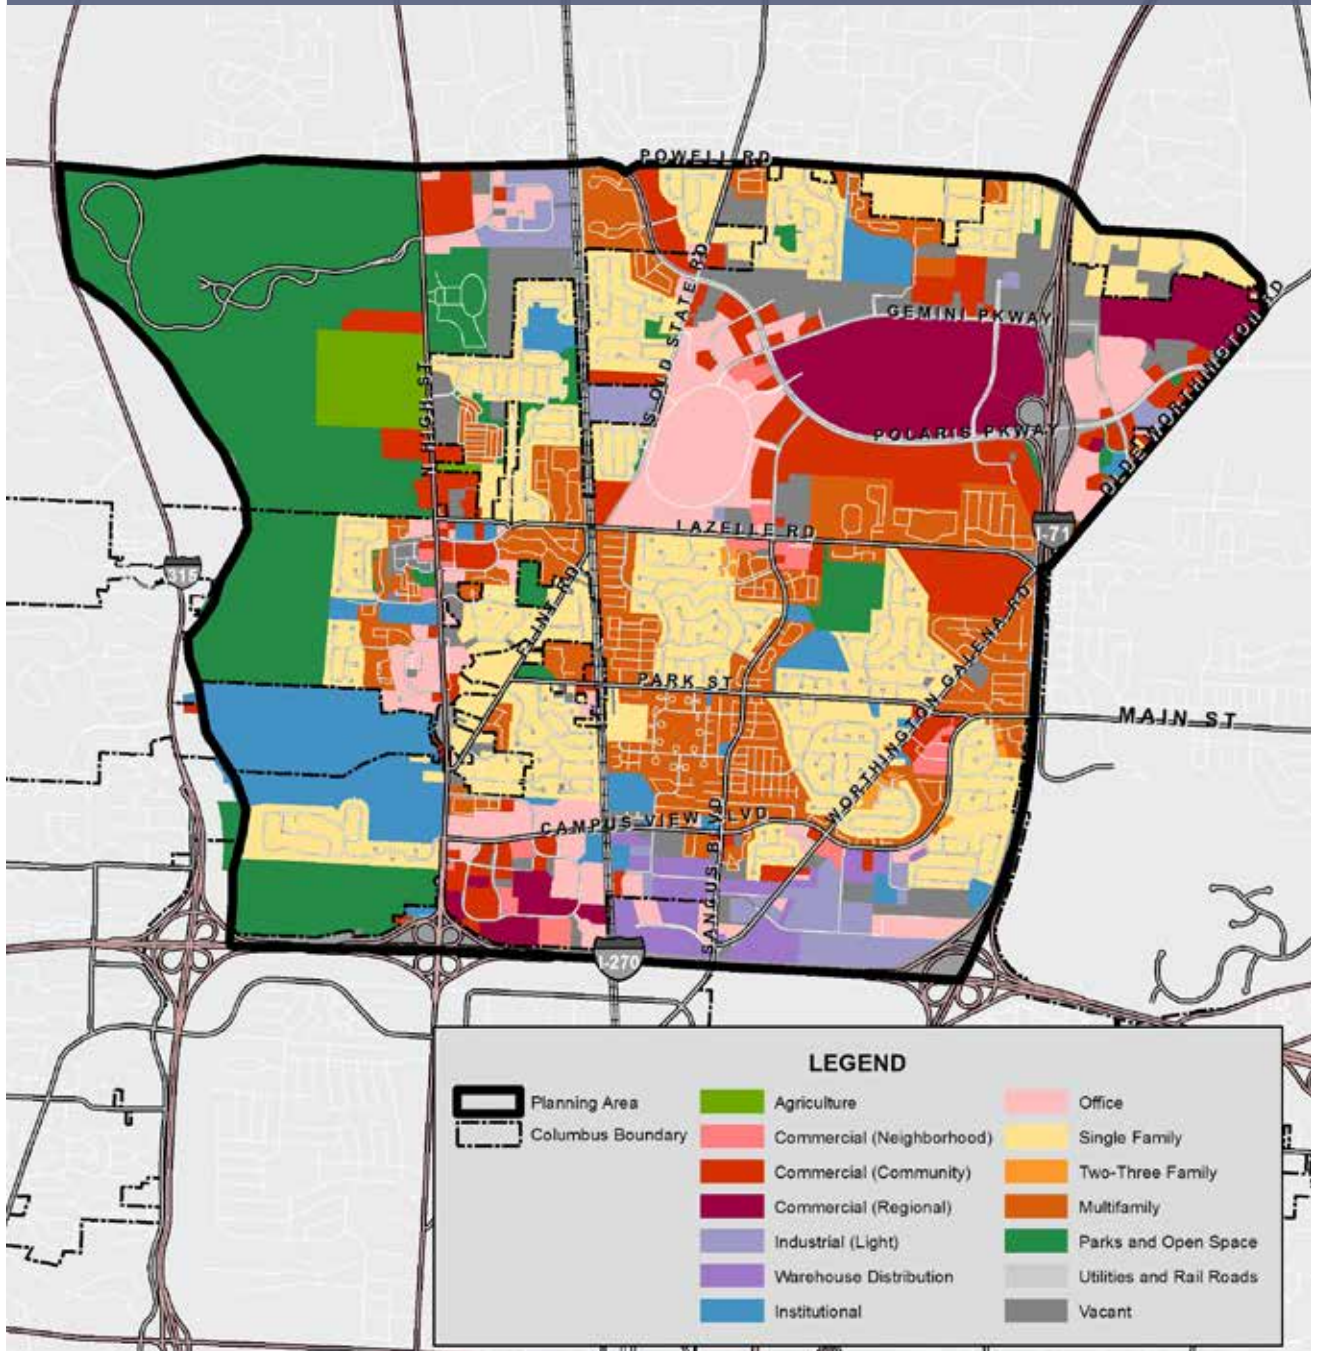 POWELL RD
S OLD STATE RD
GEMINI PKWAY
OLDE WORTHINGTON RD
N HIGH ST
POLARIS PKWAY
LAZELLE RD
I-71
315
FLINT RD
WORTHINGTON GALENA RD
PARK ST
MAIN ST
CAMPUS VIEW BLVD
SANCUS BLVD
I-270
LEGEND
Planning Area
Columbus Boundary
Agriculture
Commercial (Neighborhood)
Commercial (Community)
Commercial (Regional)
Industrial (Light)
Warehouse Distribution
Institutional
Office
Single Family
Two-Three Family
Multifamily
Parks and Open Space
Utilities and Rail Roads
Vacant